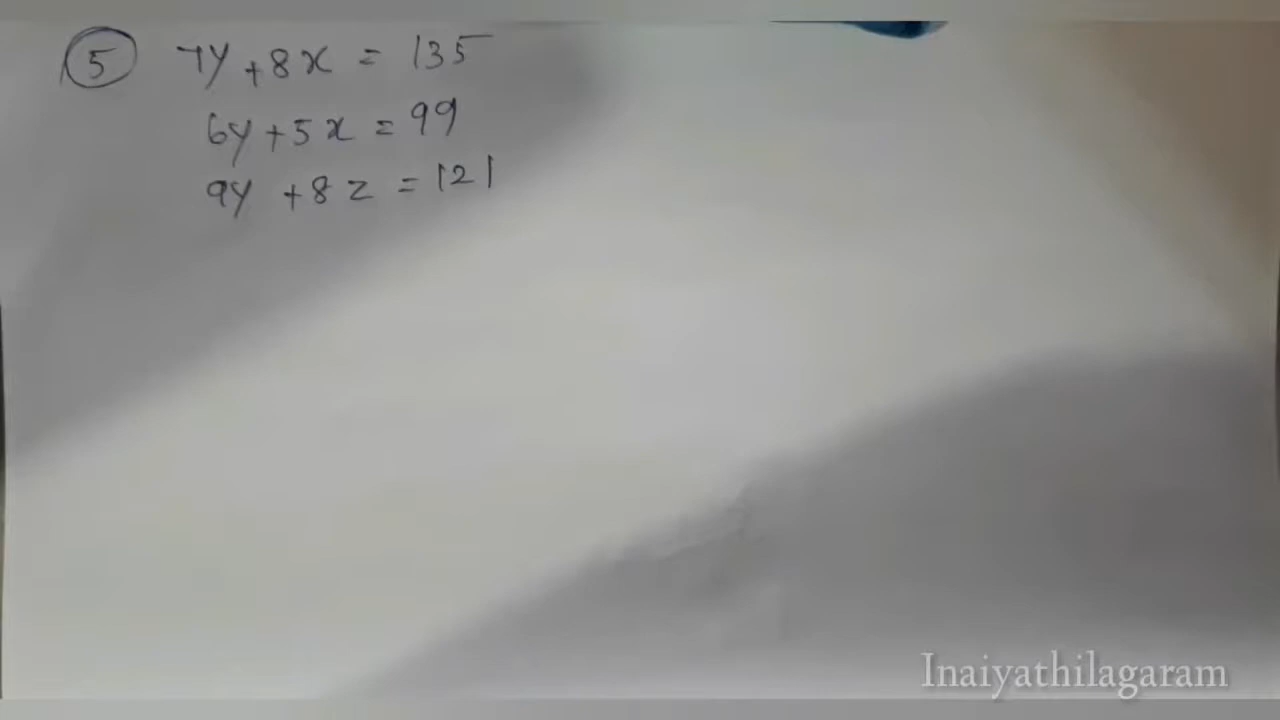 5 7y + 8x = 135
6y + 5x = 99
9y + 8z = 121
Inaiyathilagaram